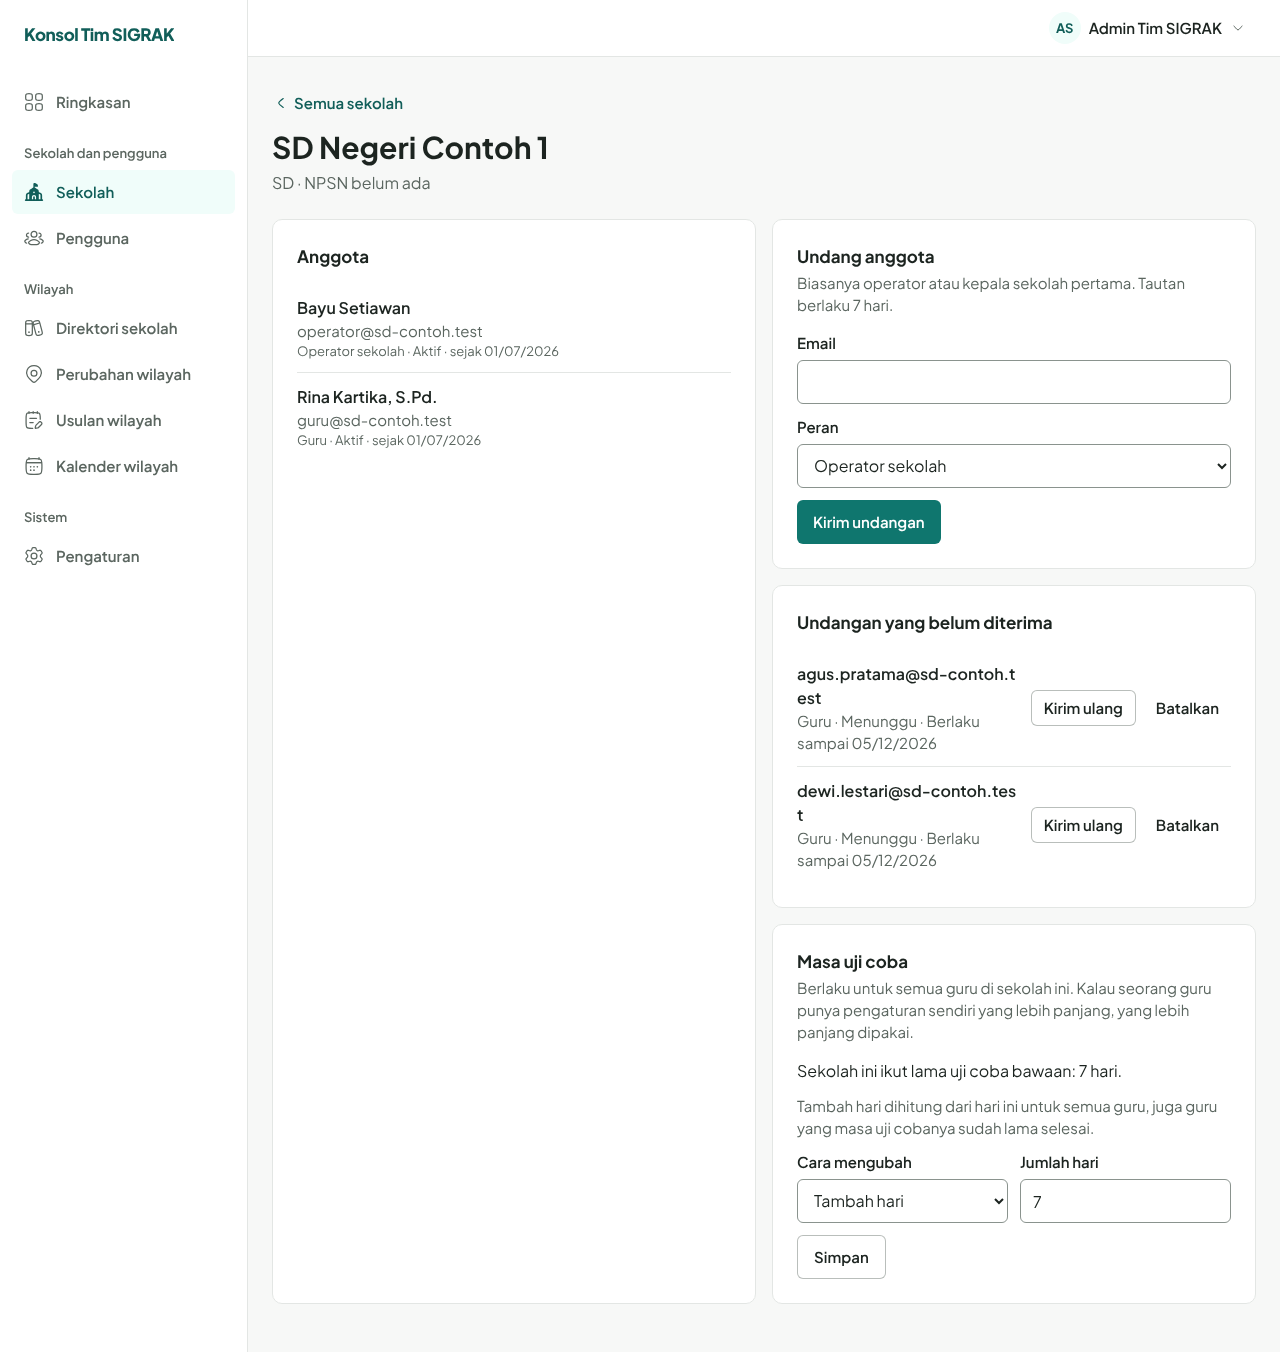 Konsol Tim SIGRAK
Ringkasan
Sekolah dan pengguna
Sekolah
Pengguna
Wilayah
Direktori sekolah
Perubahan wilayah
Usulan wilayah
Kalender wilayah
Sistem
Pengaturan
AS Admin Tim SIGRAK
Semua sekolah
SD Negeri Contoh 1
SD · NPSN belum ada
Anggota
Bayu Setiawan
operator@sd-contoh.test
Operator sekolah · Aktif · sejak 01/07/2026
Rina Kartika, S.Pd.
guru@sd-contoh.test
Guru · Aktif · sejak 01/07/2026
Undang anggota
Biasanya operator atau kepala sekolah pertama. Tautan
berlaku 7 hari.
Email
Peran
Operator sekolah
Kirim undangan
Undangan yang belum diterima
agus.pratama@sd-contoh.t
est
Guru · Menunggu · Berlaku
sampai 05/12/2026
Kirim ulang
Batalkan
dewi.lestari@sd-contoh.tes
t
Guru · Menunggu · Berlaku
sampai 05/12/2026
Kirim ulang
Batalkan
Masa uji coba
Berlaku untuk semua guru di sekolah ini. Kalau seorang guru
punya pengaturan sendiri yang lebih panjang, yang lebih
panjang dipakai.
Sekolah ini ikut lama uji coba bawaan: 7 hari.
Tambah hari dihitung dari hari ini untuk semua guru, juga guru
yang masa uji cobanya sudah lama selesai.
Cara mengubah
Tambah hari
Jumlah hari
7
Simpan